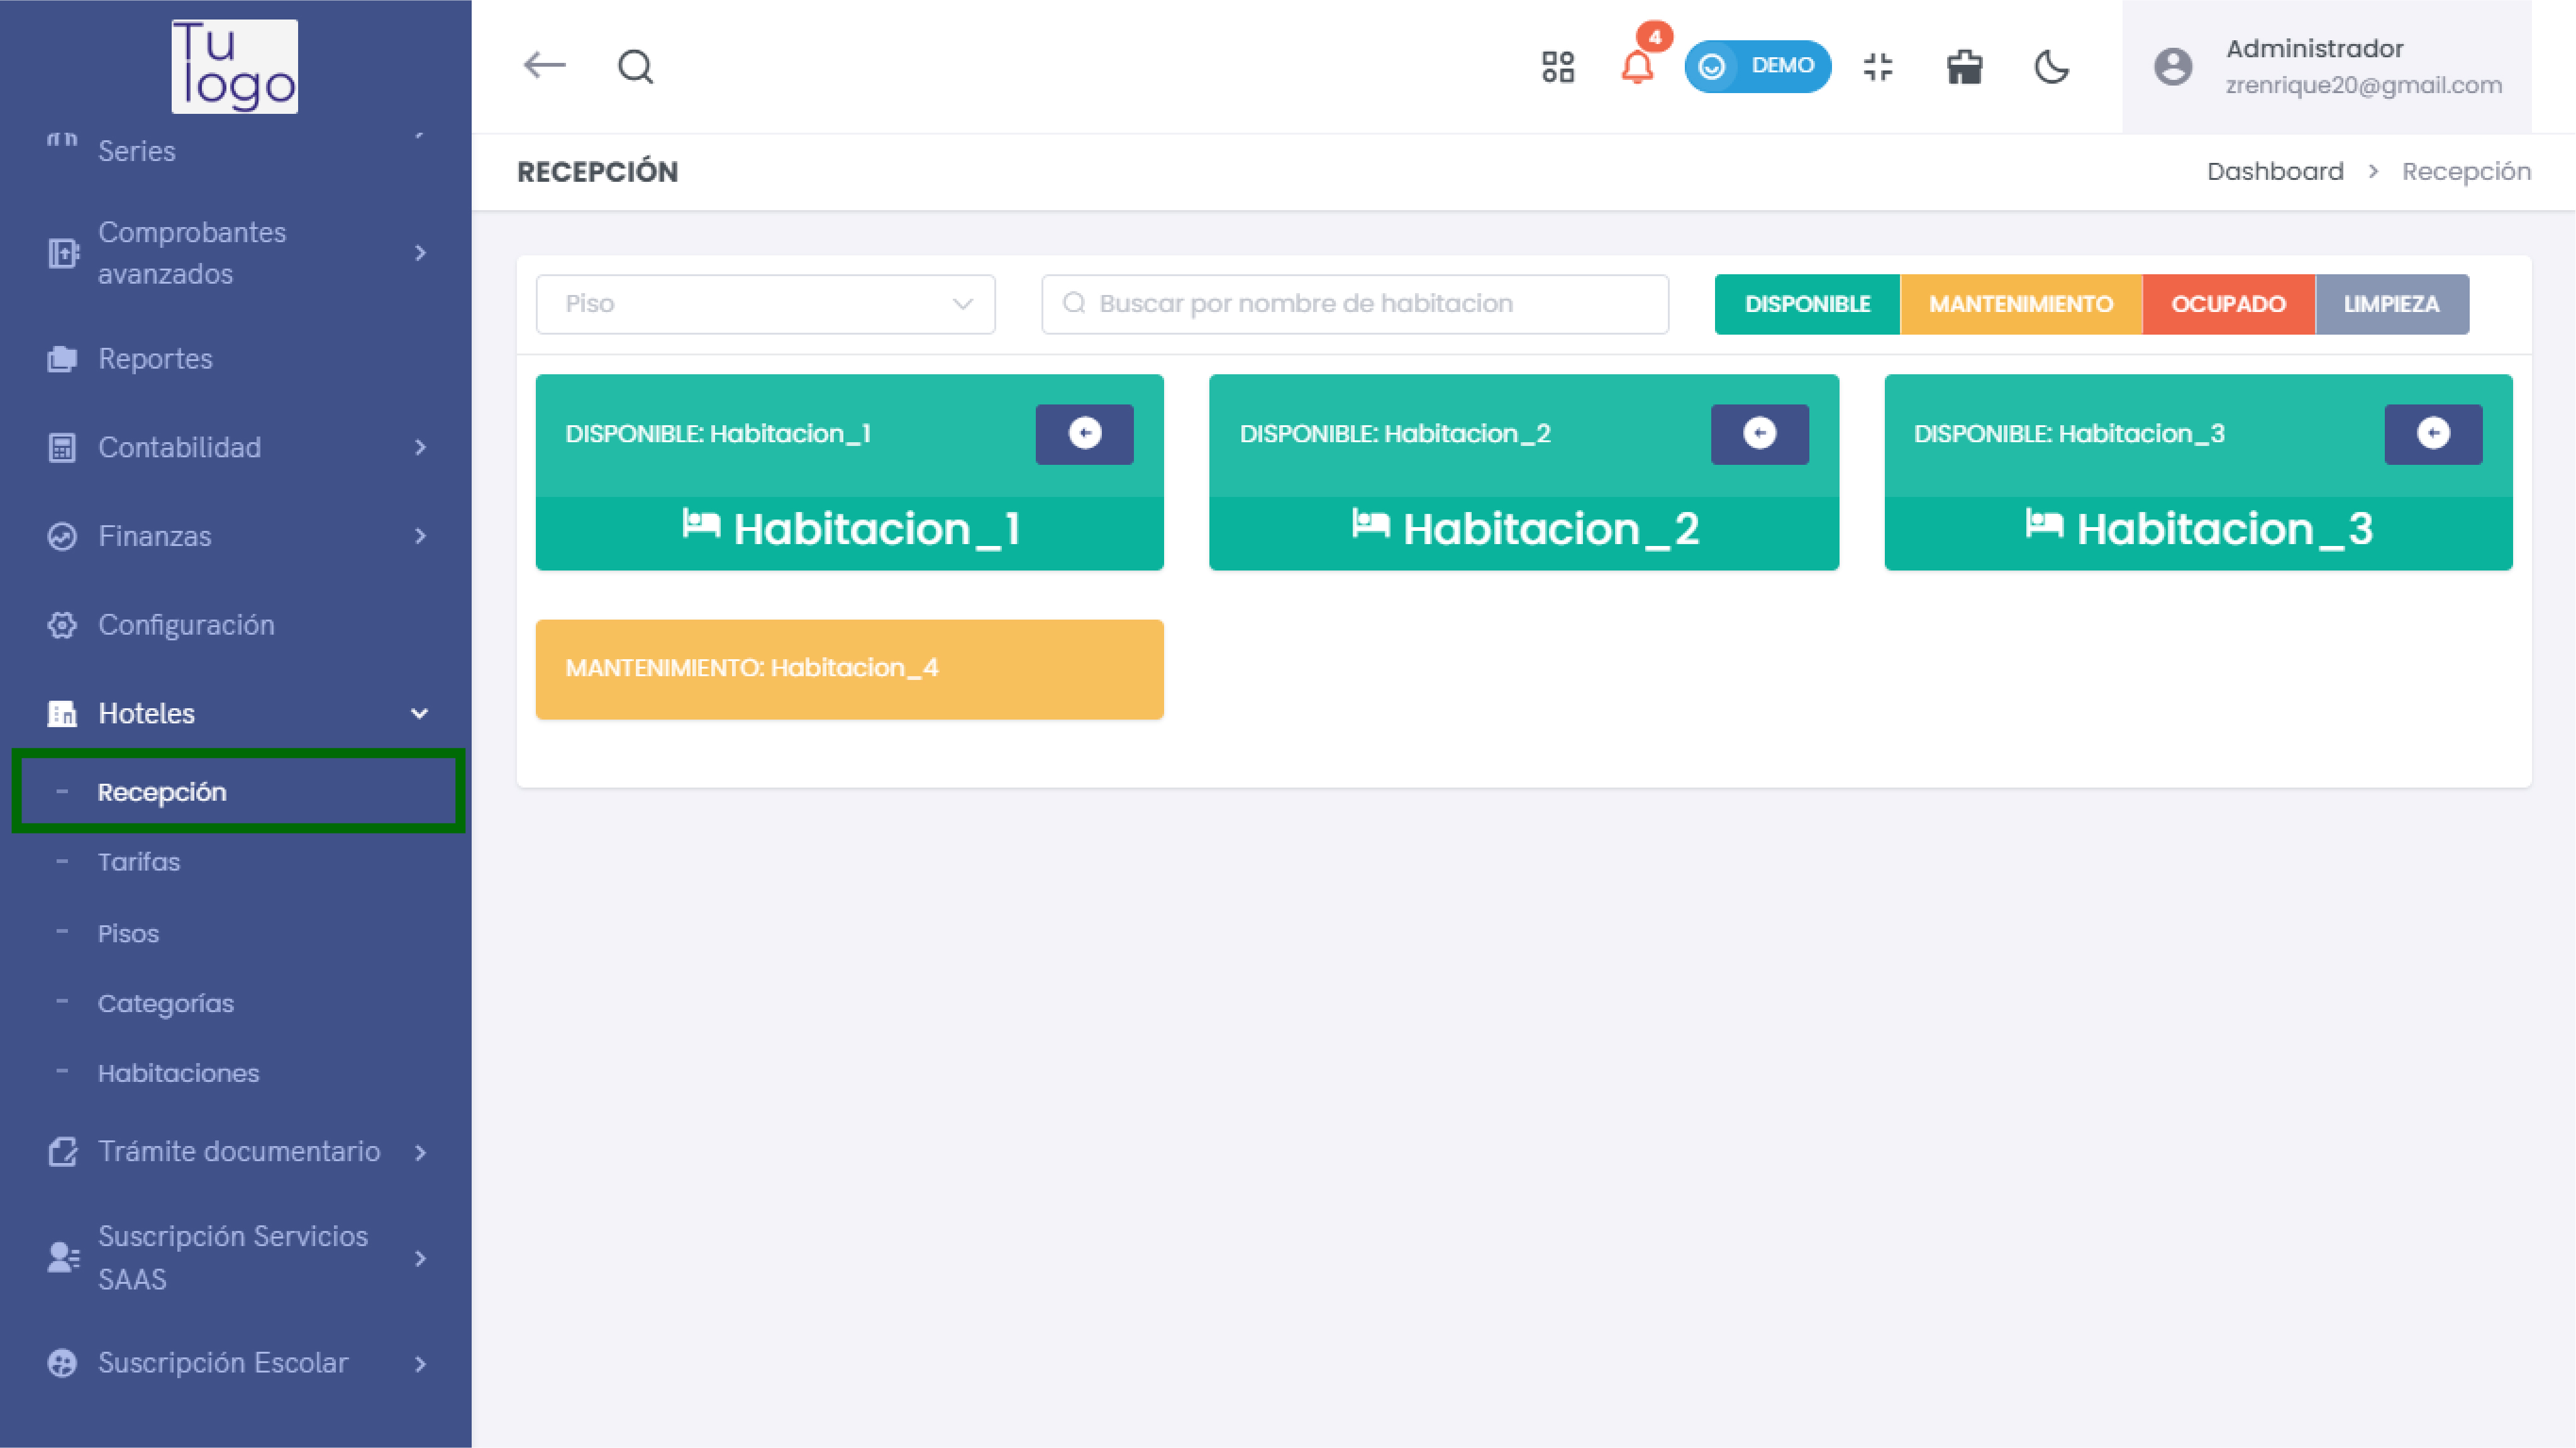 Tu
logo
Series
Comprobantes
avanzados
Reportes
Contabilidad
Finanzas
Configuración
Hoteles
- Recepción
- Tarifas
- Pisos
- Categorías
- Habitaciones
Trámite documentario
Suscripción Servicios
SAAS
Suscripción Escolar
4
DEMO
Administrador
zrenrique20@gmail.com
RECEPCIÓN
Dashboard > Recepción
Piso
Buscar por nombre de habitacion
DISPONIBLE
MANTENIMIENTO
OCUPADO
LIMPIEZA
DISPONIBLE: Habitacion_1
Habitacion_1
DISPONIBLE: Habitacion_2
Habitacion_2
DISPONIBLE: Habitacion_3
Habitacion_3
MANTENIMIENTO: Habitacion_4